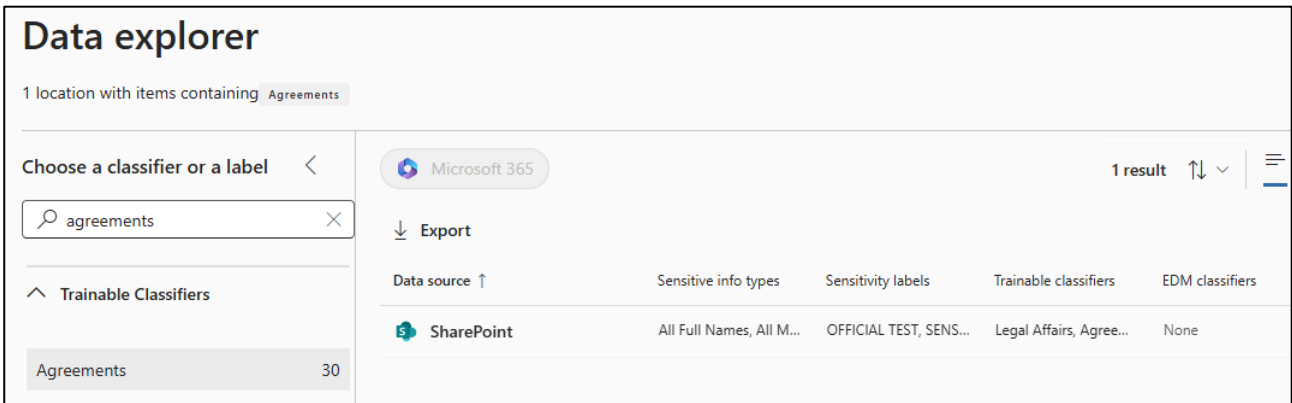 Data explorer
1 location with items containing Agreements
Choose a classifier or a label
agreements
Trainable Classifiers
Agreements 30
Microsoft 365
1 result
Export
Data source ↑ Sensitive info types Sensitivity labels Trainable classifiers EDM classifiers
SharePoint All Full Names, All M... OFFICIAL TEST, SENS... Legal Affairs, Agree... None